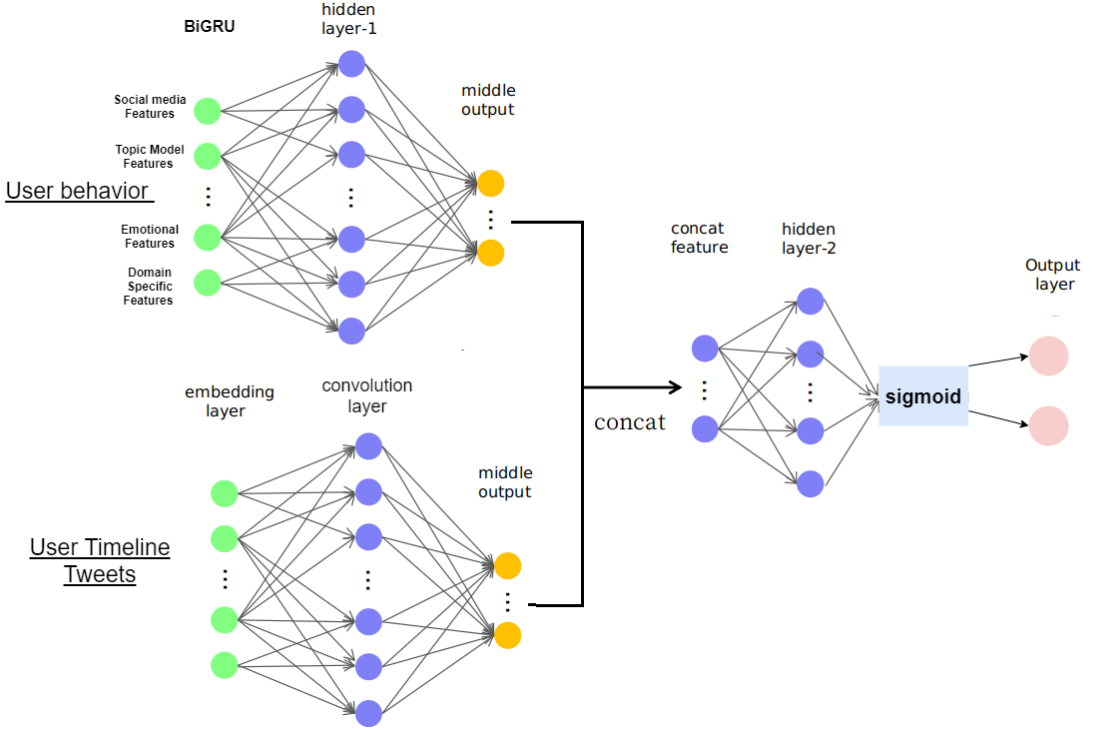 BiGRU
hidden
layer-1
middle
output
Social media
Features
Topic Model
Features
User behavior
Emotional
Features
Domain
Specific
Features
embedding
layer
convolution
layer
middle
output
User Timeline
Tweets
concat
concat
feature
hidden
layer-2
sigmoid
Output
layer